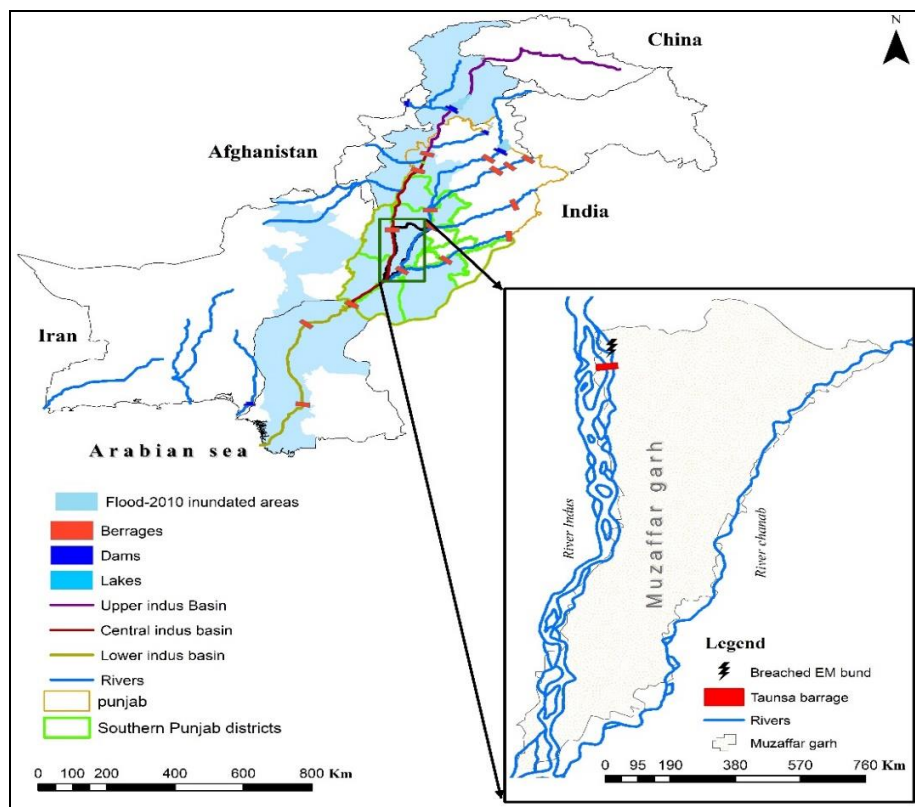 N
China
Afghanistan
India
Iran
Arabian sea
Flood-2010 inundated areas
Berrages
Dams
Lakes
Upper indus Basin
Central indus basin
Lower indus basin
Rivers
punjab
Southern Punjab districts
0 100 200 400 600 800 Km
River Indus
Muzaffar garh
River chanab
Legend
Breached EM bund
Taunsa barrage
Rivers
Muzaffar garh
0 95 190 380 570 760 KM